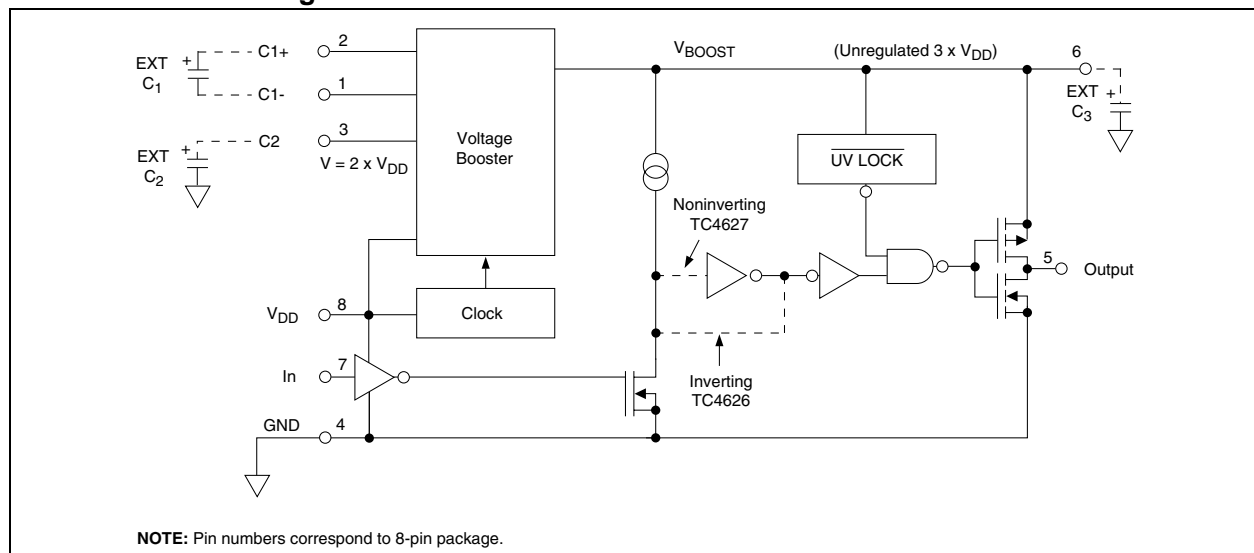 C1+
2
EXT
+
C1
C1-
1
C2
3
EXT
+
C2
V = 2 x VDD
Voltage
Booster
VBOOST
(Unregulated 3 x VDD)
6
EXT
+
C3
UV LOCK
Noninverting
TC4627
5
Output
VDD
8
Clock
In
7
Inverting
TC4626
GND
4
NOTE: Pin numbers correspond to 8-pin package.